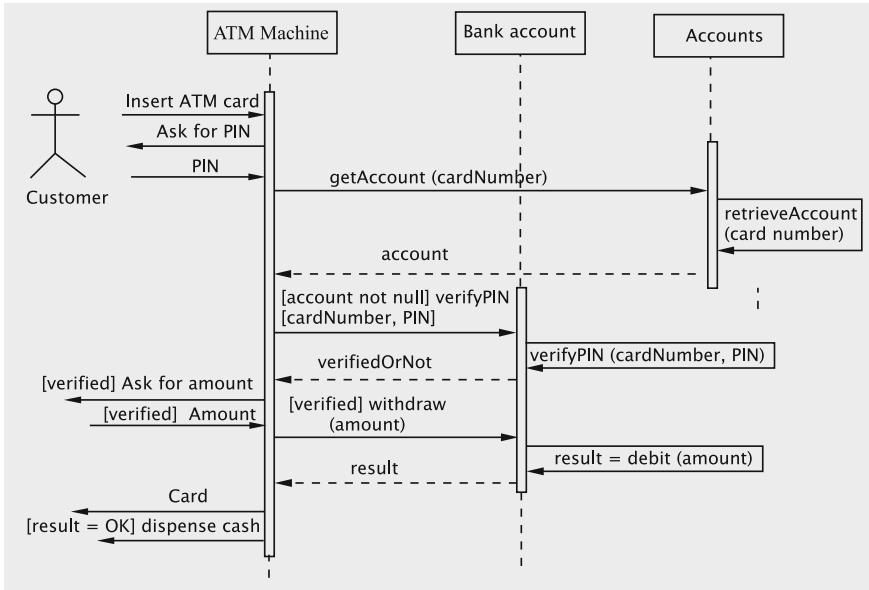 ATM Machine
Bank account
Accounts
Insert ATM card
Ask for PIN
PIN
Customer
getAccount (cardNumber)
retrieveAccount
(card number)
account
[account not null] verifyPIN
[cardNumber, PIN]
verifyPIN (cardNumber, PIN)
verifiedOrNot
[verified] Ask for amount
[verified] Amount
[verified] withdraw
(amount)
result = debit (amount)
result
Card
[result = OK] dispense cash